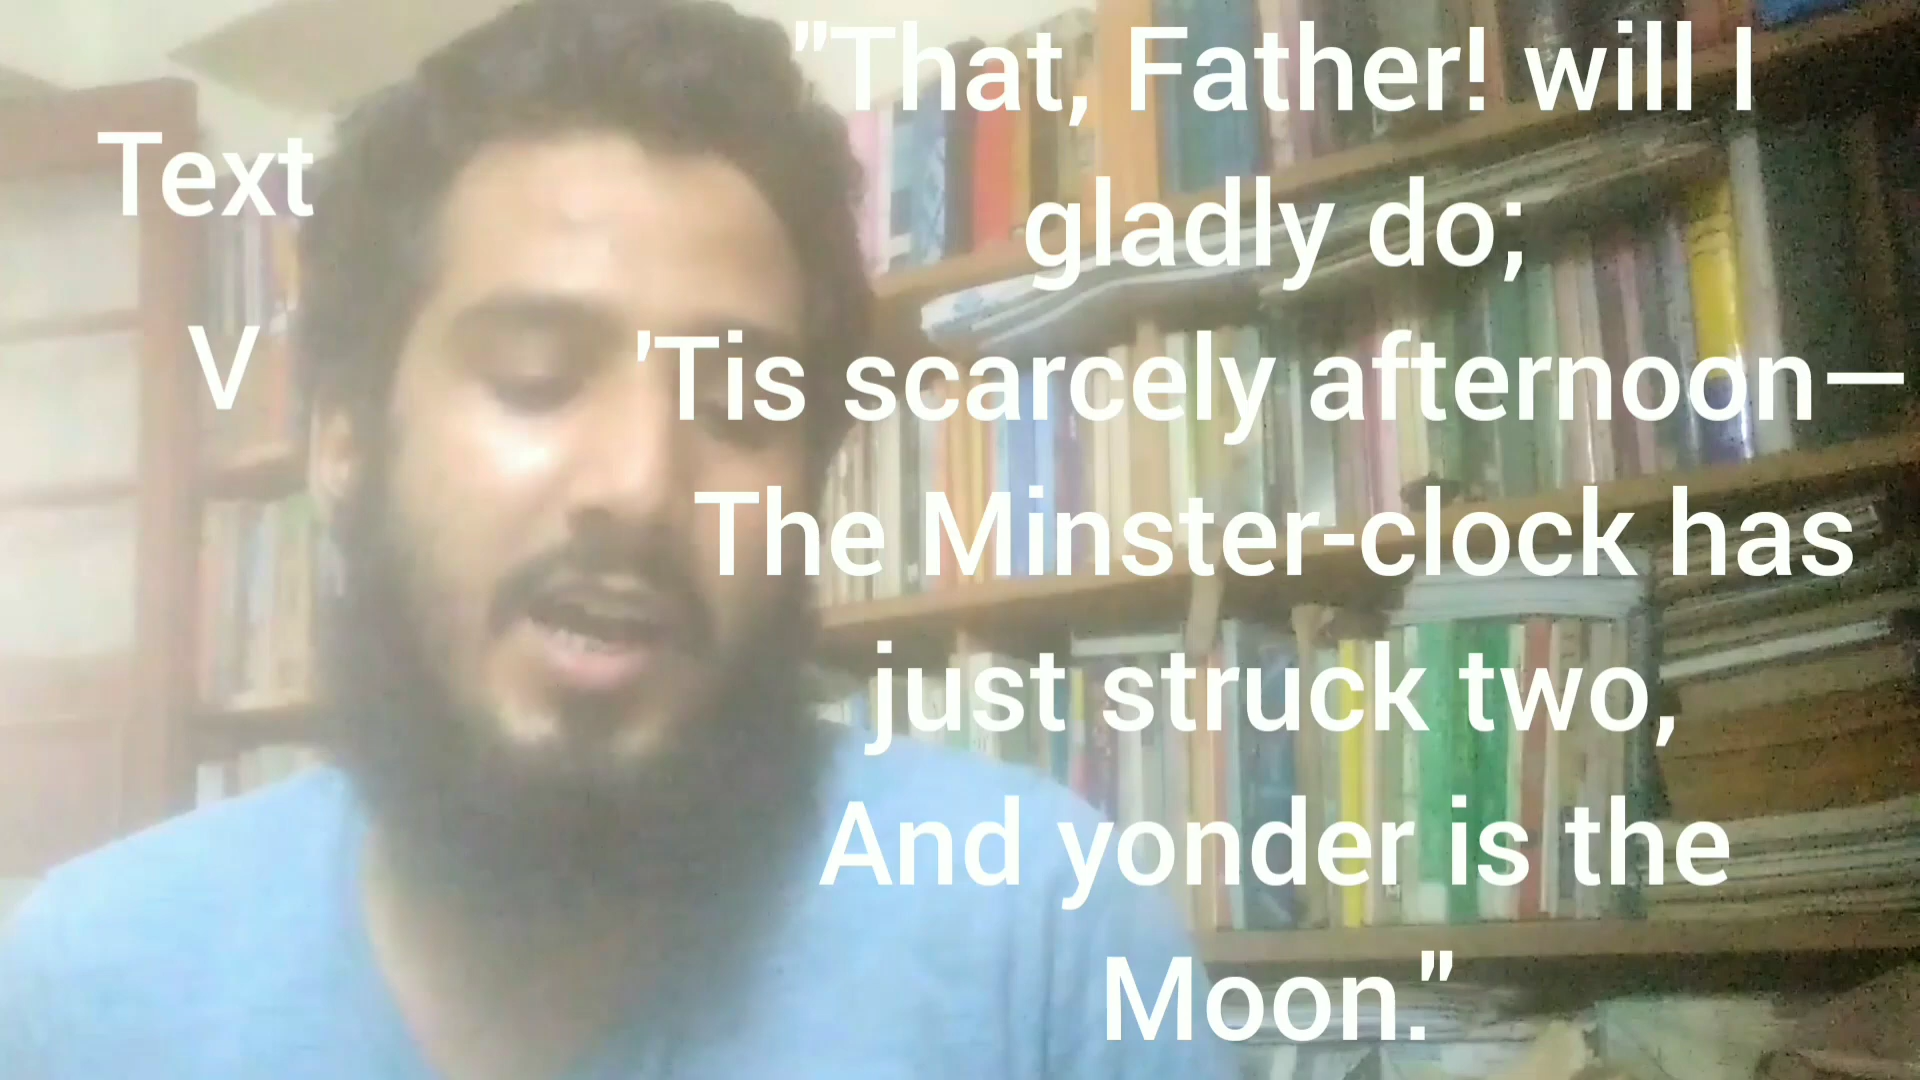 Text
V
"That, Father! will I
gladly do;
'Tis scarcely afternoon—
The Minster-clock has
just struck two,
And yonder is the
Moon."